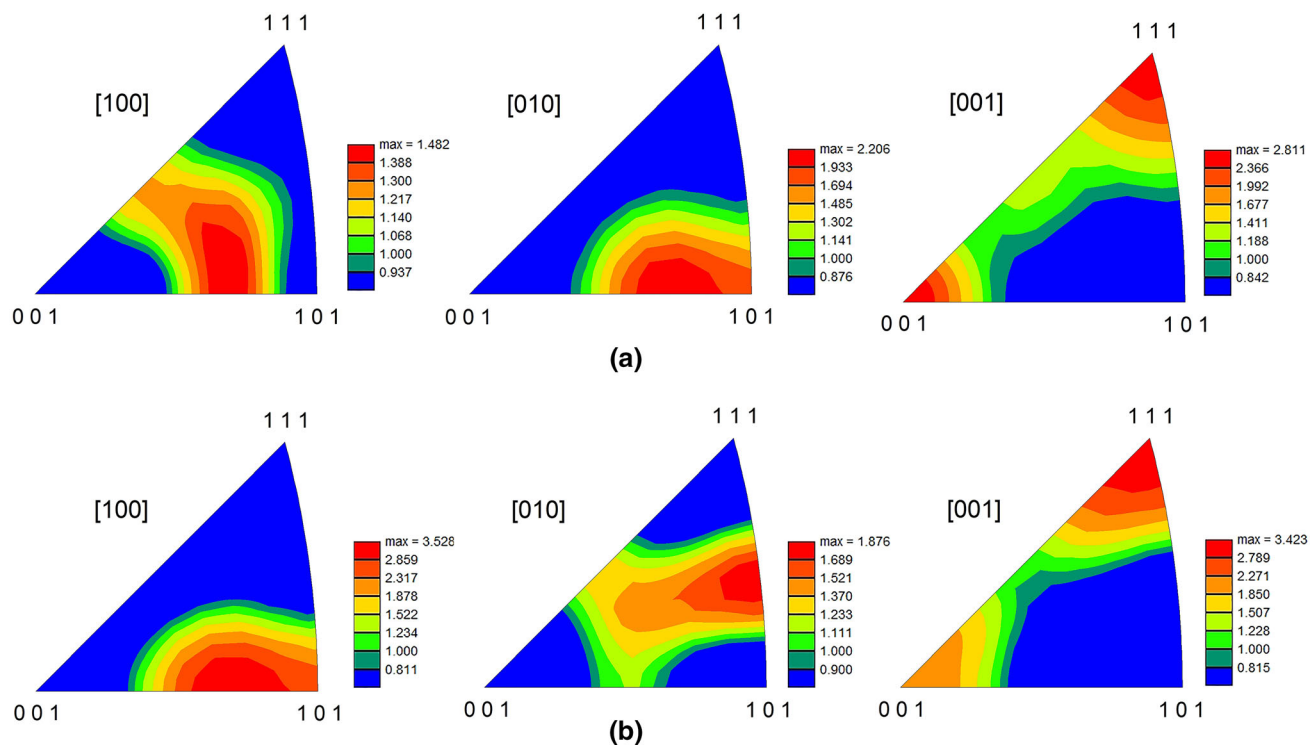 1 1 1
[100]
max = 1.482
1.388
1.300
1.217
1.140
1.068
1.000
0.937
0 0 1
1 0 1
1 1 1
[010]
max = 2.206
1.933
1.694
1.485
1.302
1.141
1.000
0.876
0 0 1
1 0 1
1 1 1
[001]
max = 2.811
2.366
1.992
1.677
1.411
1.188
1.000
0.842
0 0 1
1 0 1
(a)
1 1 1
[100]
max = 3.528
2.859
2.317
1.878
1.522
1.234
1.000
0.811
0 0 1
1 0 1
1 1 1
[010]
max = 1.876
1.689
1.521
1.370
1.233
1.111
1.000
0.900
0 0 1
1 0 1
1 1 1
[001]
max = 3.423
2.789
2.271
1.850
1.507
1.228
1.000
0.815
0 0 1
1 0 1
(b)